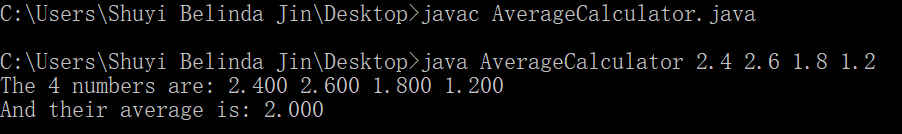 C:\Users\Shuyi Belinda Jin\Desktop>javac AverageCalculator.java
C:\Users\Shuyi Belinda Jin\Desktop>java AverageCalculator 2.4 2.6 1.8 1.2
The 4 numbers are: 2.400 2.600 1.800 1.200
And their average is: 2.000